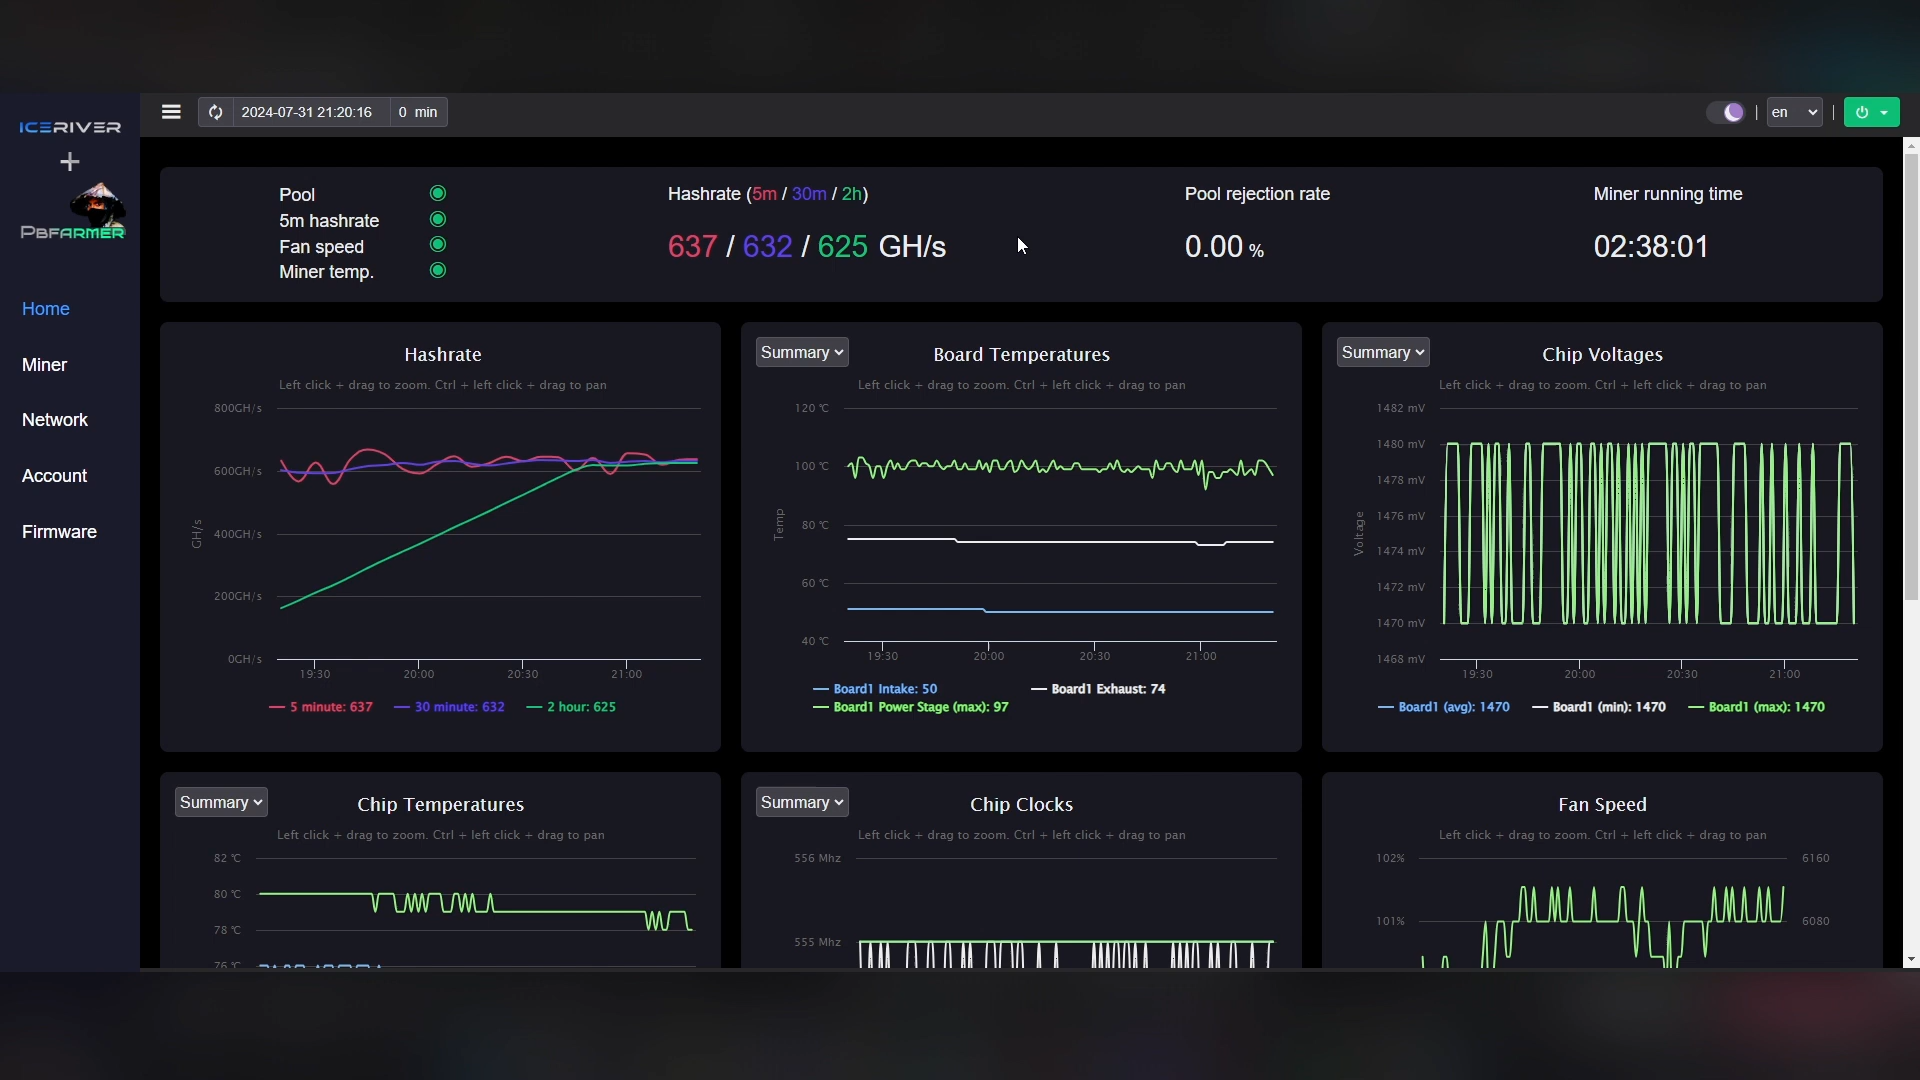 ICERIVER
+
PBFARMER
Home
Miner
Network
Account
Firmware
2024-07-31 21:20:16 0 min
|
en
|
Pool
5m hashrate
Fan speed
Miner temp.
Hashrate (5m / 30m / 2h)
637 / 632 / 625 GH/s
Pool rejection rate
0.00 %
Miner running time
02:38:01
Hashrate
Left click + drag to zoom. Ctrl + left click + drag to pan
800GH/s
600GH/s
400GH/s
200GH/s
0GH/s
GH/s
19:30 20:00 20:30 21:00
5 minute: 637 30 minute: 632 2 hour: 625
Summary
Board Temperatures
Left click + drag to zoom. Ctrl + left click + drag to pan
120 ℃
100 ℃
80 ℃
60 ℃
40 ℃
Temp
19:30 20:00 20:30 21:00
Board1 Intake: 50 Board1 Exhaust: 74
Board1 Power Stage (max): 97
Summary
Chip Voltages
Left click + drag to zoom. Ctrl + left click + drag to pan
1482 mV
1480 mV
1478 mV
1476 mV
1474 mV
1472 mV
1470 mV
1468 mV
Voltage
19:30 20:00 20:30 21:00
Board1 (avg): 1470 Board1 (min): 1470 Board1 (max): 1470
Summary
Chip Temperatures
Left click + drag to zoom. Ctrl + left click + drag to pan
82 ℃
80 ℃
78 ℃
76 ℃
Summary
Chip Clocks
Left click + drag to zoom. Ctrl + left click + drag to pan
556 Mhz
555 Mhz
Fan Speed
Left click + drag to zoom. Ctrl + left click + drag to pan
102% 6160
101% 6080